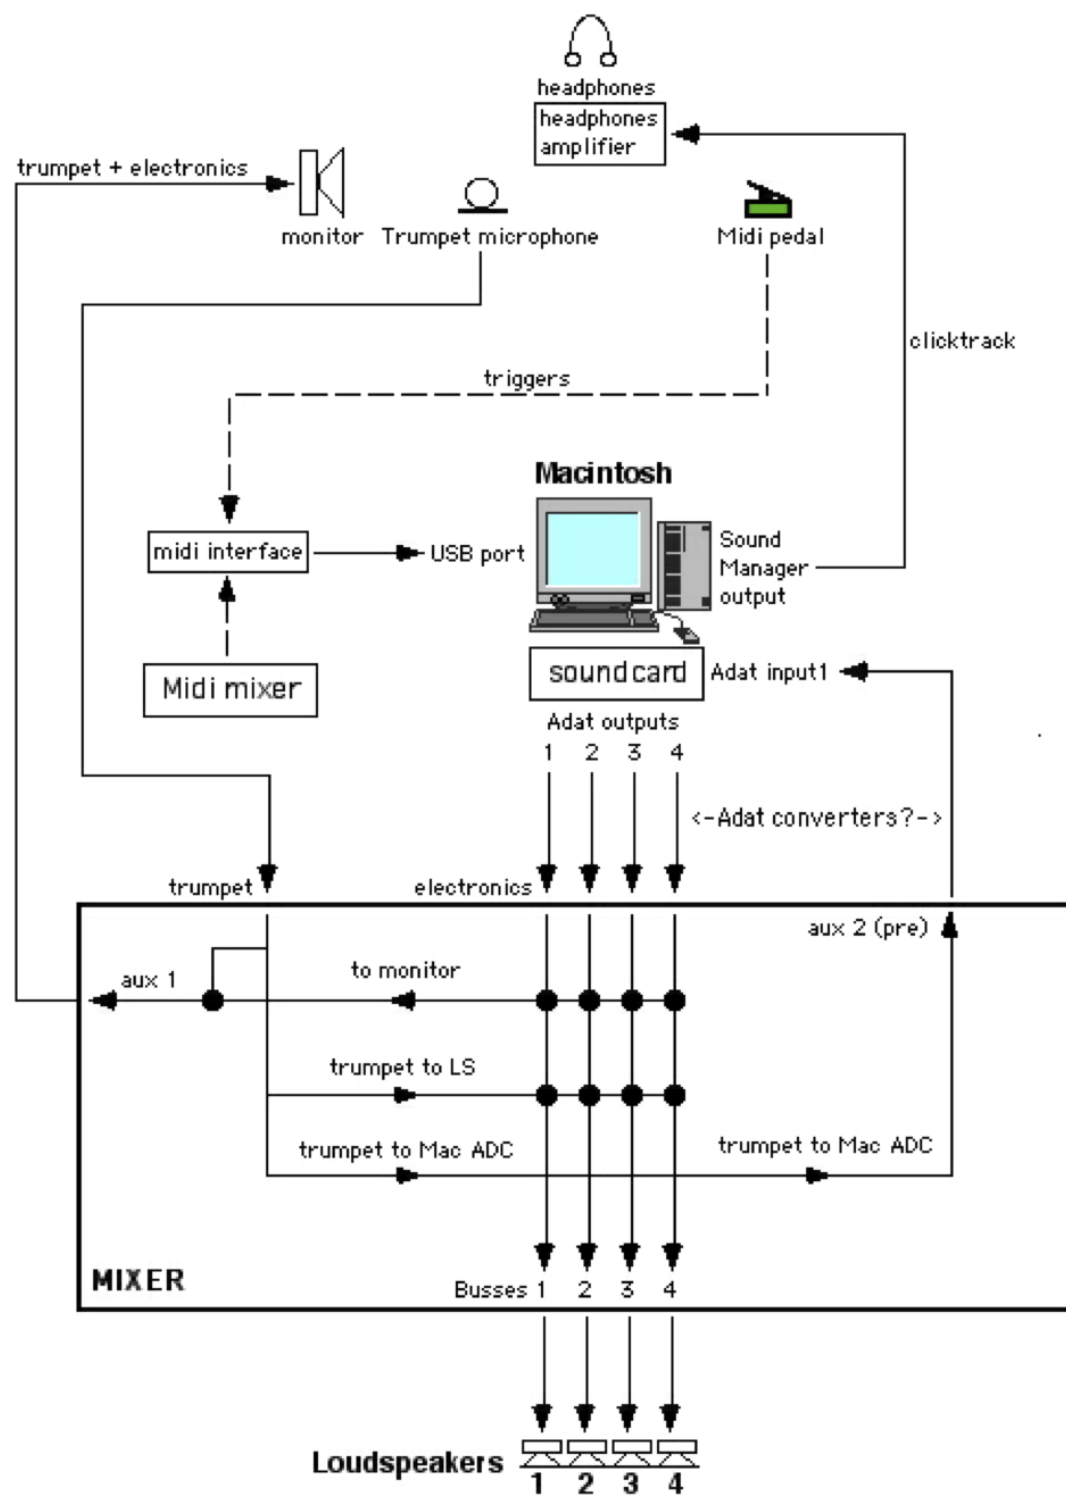 headphones
headphones
amplifier
trumpet + electronics
monitor
Trumpet microphone
Midi pedal
clicktrack
triggers
Macintosh
midi interface
USB port
Sound
Manager
output
Midi mixer
soundcard
Adat input1
Adat outputs
1 2 3 4
<-Adat converters?->
trumpet
electronics
aux 2 (pre)
aux 1
to monitor
trumpet to LS
trumpet to Mac ADC
trumpet to Mac ADC
MIXER
Busses 1 2 3 4
Loudspeakers
1 2 3 4